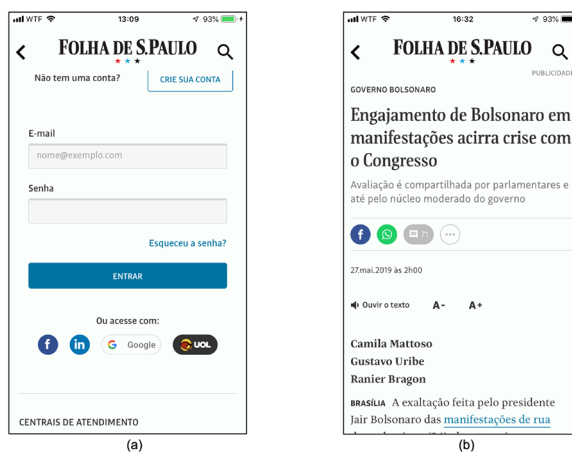 WTF 13:09 93%
FOLHA DE S.PAULO
Não tem uma conta? CRIE SUA CONTA
E-mail
nome@exemplo.com
Senha
Esqueceu a senha?
ENTRAR
Ou acesse com:
f in G Google UOL
CENTRAIS DE ATENDIMENTO
(a)
WTF 16:32 93%
FOLHA DE S.PAULO
PUBLICIDADE
GOVERNO BOLSONARO
Engajamento de Bolsonaro em
manifestações acirra crise com
o Congresso
Avaliação é compartilhada por parlamentares e
até pelo núcleo moderado do governo
f 71
27.mai.2019 às 2h00
Ouvir o texto A- A+
Camila Mattoso
Gustavo Uribe
Ranier Bragon
BRASÍLIA A exaltação feita pelo presidente
Jair Bolsonaro das manifestações de rua
(b)